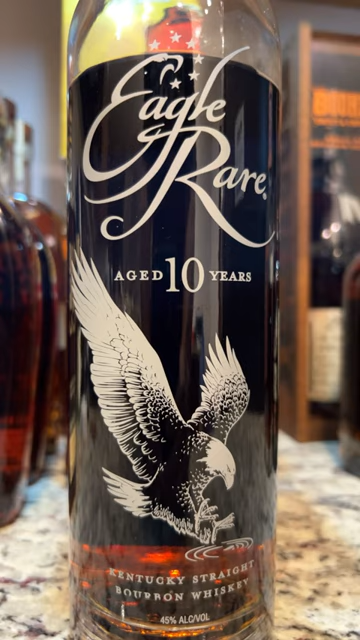 Eagle
Rare
AGED 10 YEARS
KENTUCKY STRAIGHT
BOURBON WHISKEY
45% ALC/VOL